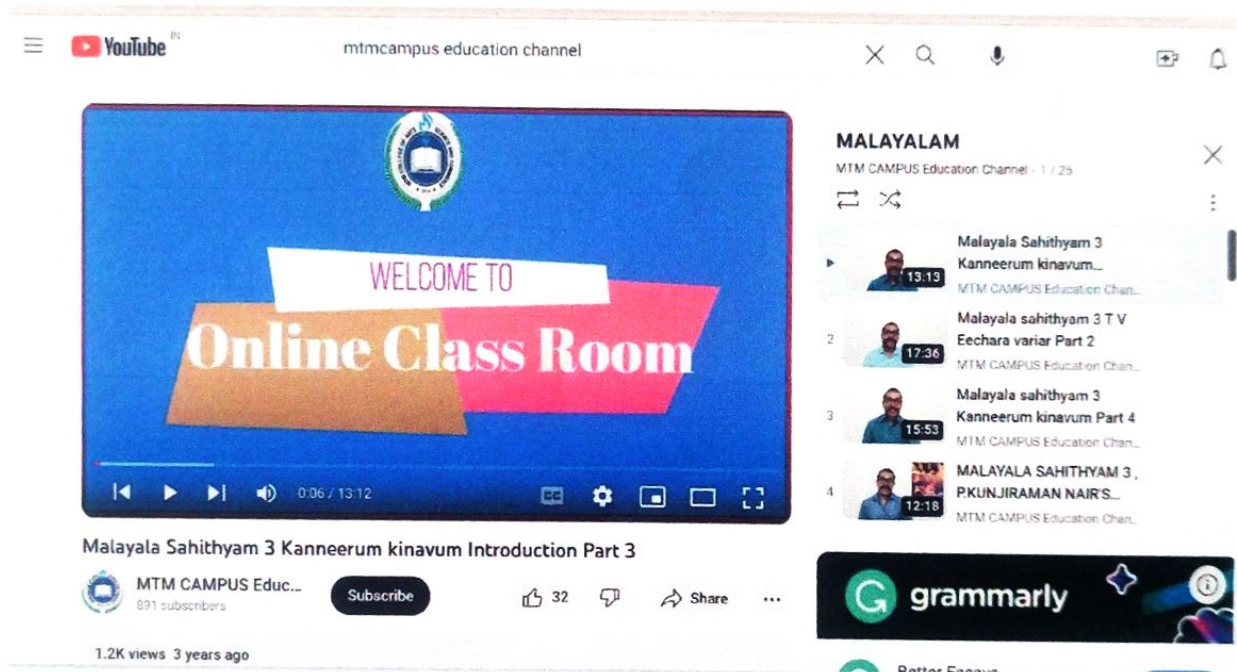 YouTube IN
mtmcampus education channel
WELCOME TO
Online Class Room
0:06 / 13:12
CC
Malayala Sahithyam 3 Kanneerum kinavum Introduction Part 3
MTM CAMPUS Educ...
891 subscribers
Subscribe
32
Share
1.2K views 3 years ago
MALAYALAM
MTM CAMPUS Education Channel - 1 / 26
Malayala Sahithyam 3
Kanneerum kinavum...
13:13
MTM CAMPUS Education Chan...
2
Malayala sahithyam 3 T V
Eechara variar Part 2
17:36
MTM CAMPUS Education Chan...
3
Malayala sahithyam 3
Kanneerum kinavum Part 4
15:53
MTM CAMPUS Education Chan...
4
MALAYALA SAHITHYAM 3 ,
P.KUNJIRAMAN NAIR'S...
12:18
MTM CAMPUS Education Chan...
G grammarly